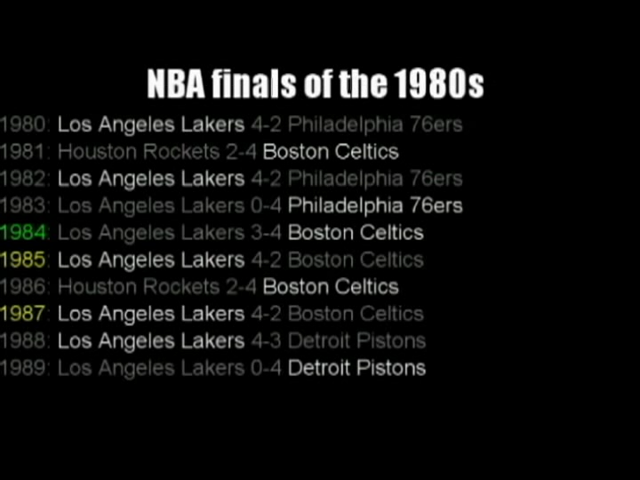 NBA finals of the 1980s
1980: Los Angeles Lakers 4-2 Philadelphia 76ers
1981: Houston Rockets 2-4 Boston Celtics
1982: Los Angeles Lakers 4-2 Philadelphia 76ers
1983: Los Angeles Lakers 0-4 Philadelphia 76ers
1984: Los Angeles Lakers 3-4 Boston Celtics
1985: Los Angeles Lakers 4-2 Boston Celtics
1986: Houston Rockets 2-4 Boston Celtics
1987: Los Angeles Lakers 4-2 Boston Celtics
1988: Los Angeles Lakers 4-3 Detroit Pistons
1989: Los Angeles Lakers 0-4 Detroit Pistons